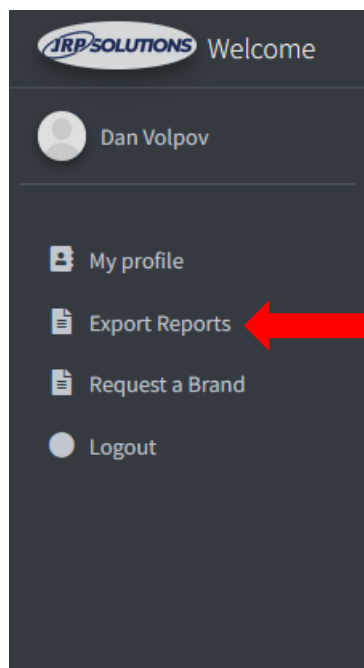 JRP SOLUTIONS Welcome
Dan Volpov
My profile
Export Reports
Request a Brand
Logout